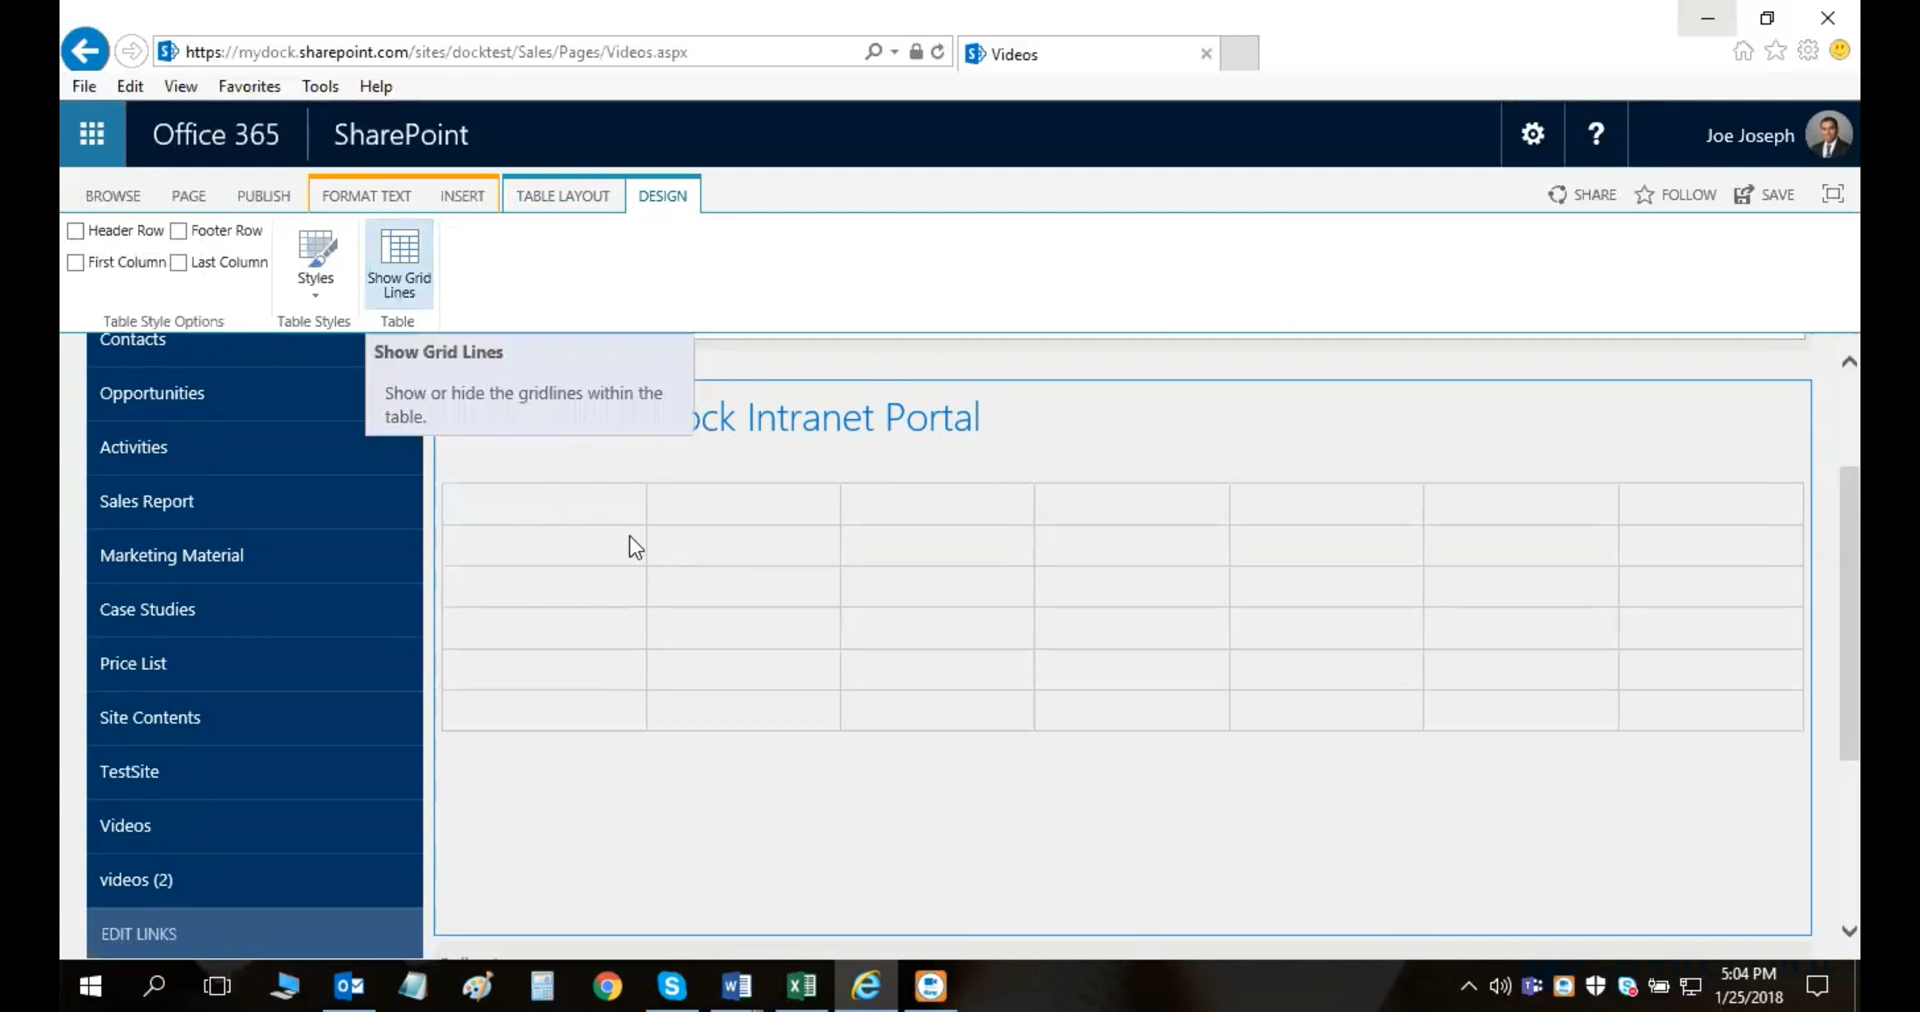 https://mydock.sharepoint.com/sites/docktest/Sales/Pages/Videos.aspx
Videos
File Edit View Favorites Tools Help
Office 365
SharePoint
Joe Joseph
BROWSE PAGE PUBLISH FORMAT TEXT INSERT TABLE LAYOUT DESIGN
SHARE FOLLOW SAVE
Header Row Footer Row
First Column Last Column
Styles
Show Grid
Lines
Table Style Options
Table Styles
Table
Contacts
Show Grid Lines
Show or hide the gridlines within the
table.
ock Intranet Portal
Opportunities
Activities
Sales Report
Marketing Material
Case Studies
Price List
Site Contents
TestSite
Videos
videos (2)
EDIT LINKS
5:04 PM
1/25/2018